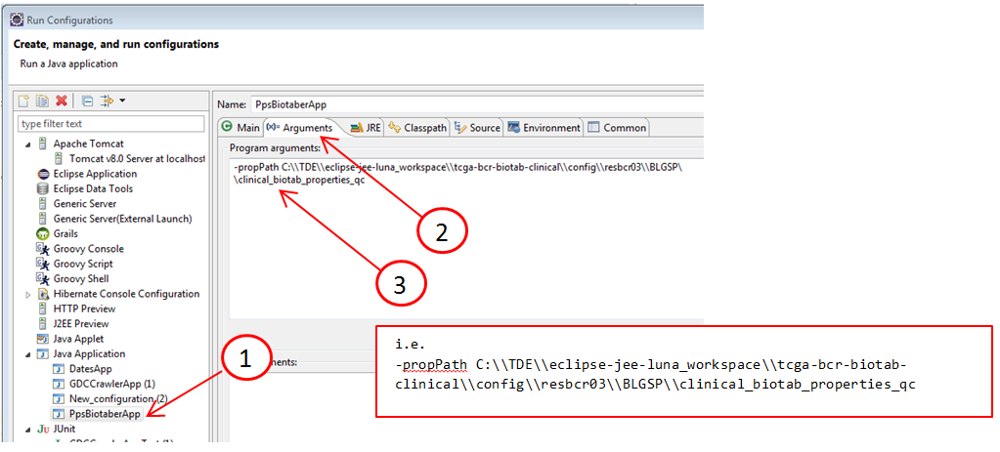 Run Configurations
Create, manage, and run configurations
Run a Java application
type filter text
Apache Tomcat
Tomcat v8.0 Server at localhost
Eclipse Application
Eclipse Data Tools
Generic Server
Generic Server(External Launch)
Grails
Groovy Console
Groovy Script
Groovy Shell
Hibernate Console Configuration
HTTP Preview
J2EE Preview
Java Applet
Java Application
DatesApp
GDCCrawlerApp (1)
New_configuration (2)
PpsBiotaberApp
JUnit
Name: PpsBiotaberApp
Main (x)= Arguments JRE Classpath Source Environment Common
Program arguments:
-propPath C:\\TDE\\eclipse-jee-luna_workspace\\tcga-bcr-biotab-clinical\\config\\resbcr03\\BLGSP\
\clinical_biotab_properties_qc
2
3
1
ments:
i.e.
-propPath C:\\TDE\\eclipse-jee-luna_workspace\\tcga-bcr-biotab-
clinical\\config\\resbcr03\\BLGSP\\clinical_biotab_properties_qc